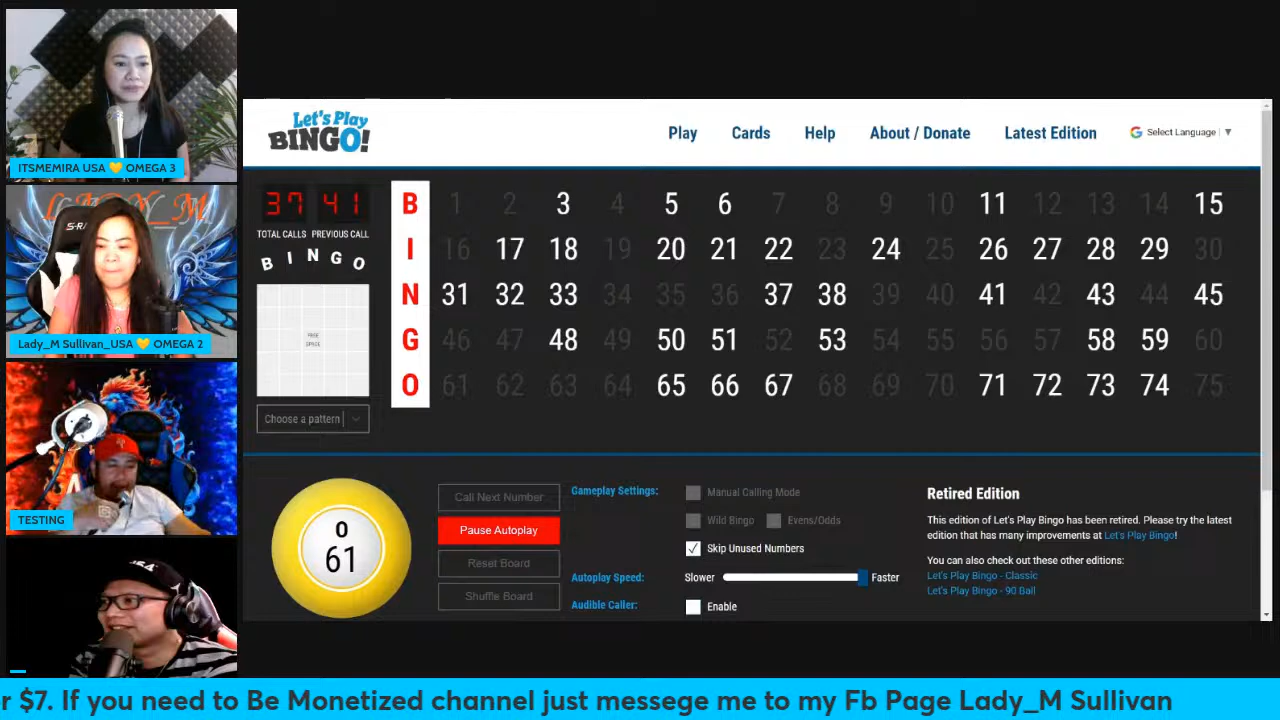 LADY_M
S-RA
ITSMEMIRA USA 💛 OMEGA 3
Lady_M Sullivan_USA 💛 OMEGA 2
TESTING
Let's Play
BINGO!
Play Cards Help About / Donate Latest Edition Select Language ▼
37 41
TOTAL CALLS PREVIOUS CALL
B I N G O
FREE
SPACE
Choose a pattern
B 1 2 3 4 5 6 7 8 9 10 11 12 13 14 15
I 16 17 18 19 20 21 22 23 24 25 26 27 28 29 30
N 31 32 33 34 35 36 37 38 39 40 41 42 43 44 45
G 46 47 48 49 50 51 52 53 54 55 56 57 58 59 60
O 61 62 63 64 65 66 67 68 69 70 71 72 73 74 75
O
61
Call Next Number
Pause Autoplay
Reset Board
Shuffle Board
Gameplay Settings:
Manual Calling Mode
Wild Bingo Evens/Odds
Skip Unused Numbers
Autoplay Speed: Slower Faster
Audible Caller: Enable
Retired Edition
This edition of Let's Play Bingo has been retired. Please try the latest
edition that has many improvements at Let's Play Bingo!
You can also check out these other editions:
Let's Play Bingo - Classic
Let's Play Bingo - 90 Ball
r $7. If you need to Be Monetized channel just messege me to my Fb Page Lady_M Sullivan